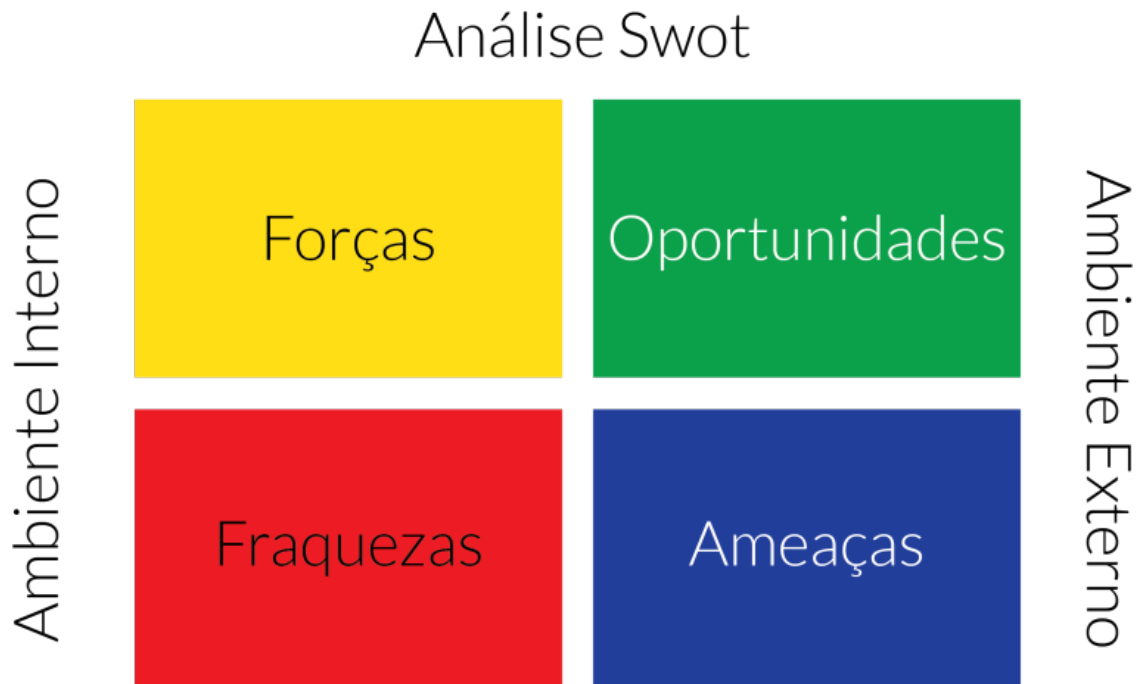 Análise Swot
Ambiente Interno
Forças
Oportunidades
Ambiente Externo
Fraquezas
Ameaças